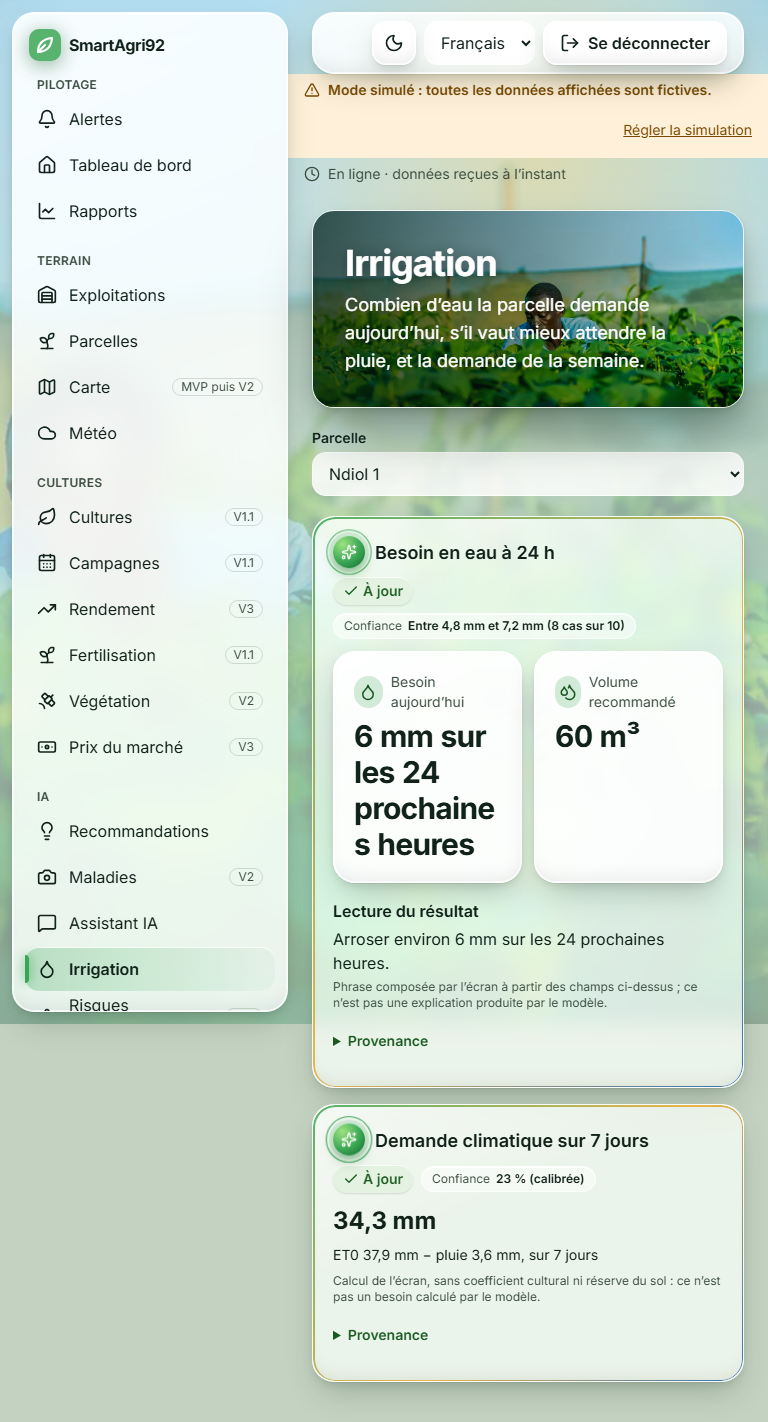 SmartAgri92
PILOTAGE
Alertes
Tableau de bord
Rapports
TERRAIN
Exploitations
Parcelles
Carte MVP puis V2
Météo
CULTURES
Cultures V1.1
Campagnes V1.1
Rendement V3
Fertilisation V1.1
Végétation V2
Prix du marché V3
IA
Recommandations
Maladies V2
Assistant IA
Irrigation
Risques
Français
Se déconnecter
Mode simulé : toutes les données affichées sont fictives.
Régler la simulation
En ligne · données reçues à l’instant
Irrigation
Combien d’eau la parcelle demande
aujourd’hui, s’il vaut mieux attendre la
pluie, et la demande de la semaine.
Parcelle
Ndiol 1
Besoin en eau à 24 h
À jour
Confiance Entre 4,8 mm et 7,2 mm (8 cas sur 10)
Besoin
aujourd’hui
6 mm sur
les 24
prochaine
s heures
Volume
recommandé
60 m³
Lecture du résultat
Arroser environ 6 mm sur les 24 prochaines
heures.
Phrase composée par l’écran à partir des champs ci-dessus ; ce
n’est pas une explication produite par le modèle.
Provenance
Demande climatique sur 7 jours
À jour
Confiance 23 % (calibrée)
34,3 mm
ET0 37,9 mm − pluie 3,6 mm, sur 7 jours
Calcul de l’écran, sans coefficient cultural ni réserve du sol : ce n’est
pas un besoin calculé par le modèle.
Provenance